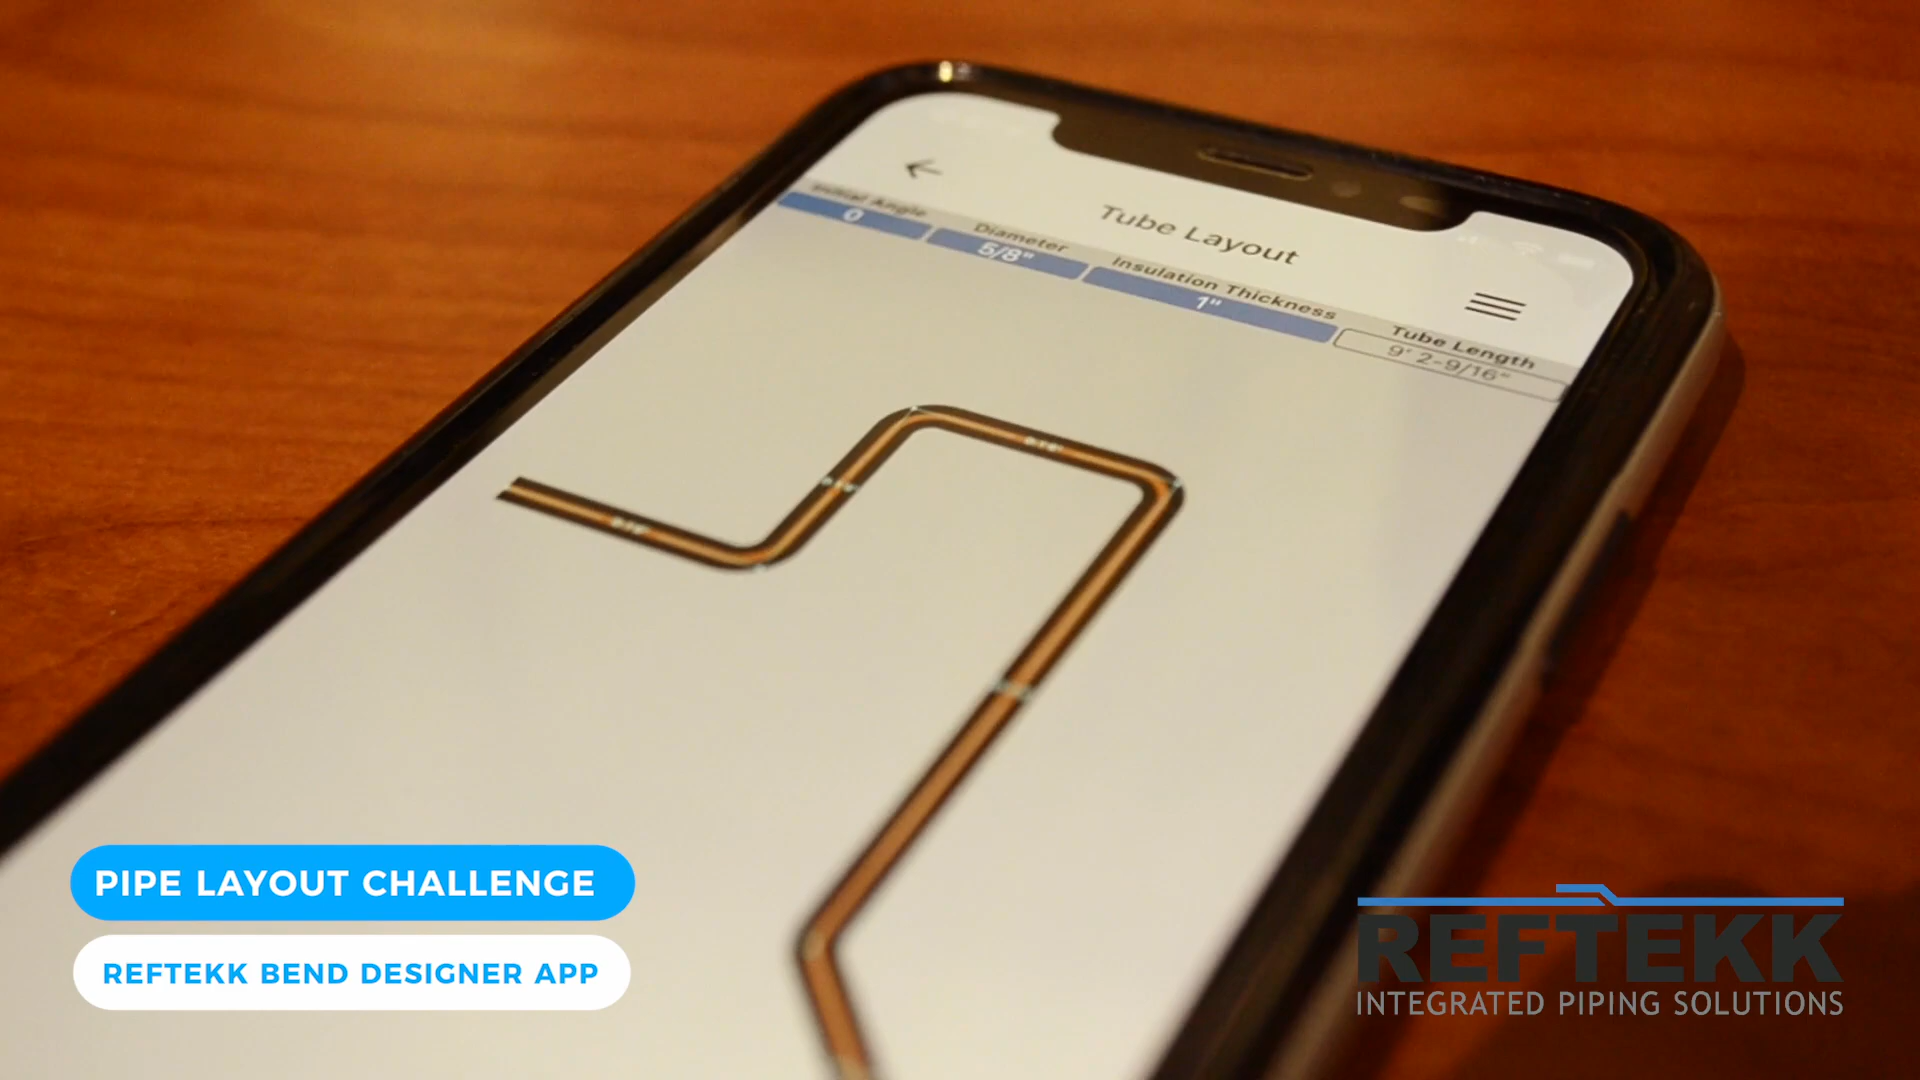 Tube Layout
Initial Angle
0
Diameter
5/8"
Insulation Thickness
1"
Tube Length
9' 2-9/16"
PIPE LAYOUT CHALLENGE
REFTEKK BEND DESIGNER APP
REFTEKK
INTEGRATED PIPING SOLUTIONS